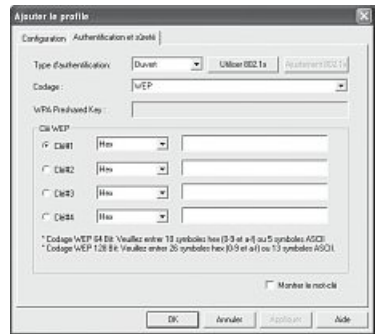 Ajouter le profile
Configuration Authentification et sûreté
Type d'authentification: Ouvert Utiliser 802.1x Ajustement 802.1x
Codage : WEP
WPA Preshared Key :
Clé WEP
Clé#1 Hex
Clé#2 Hex
Clé#3 Hex
Clé#4 Hex
* Codage WEP 64 Bit: Veuillez entrer 10 symboles hex (0-9 et a-f) ou 5 symboles ASCII.
* Codage WEP 128 Bit: Veuillez entrer 26 symboles hex (0-9 et a-f) ou 13 symboles ASCII.
Montrer le mot-clé
OK Annuler Appliquer Aide